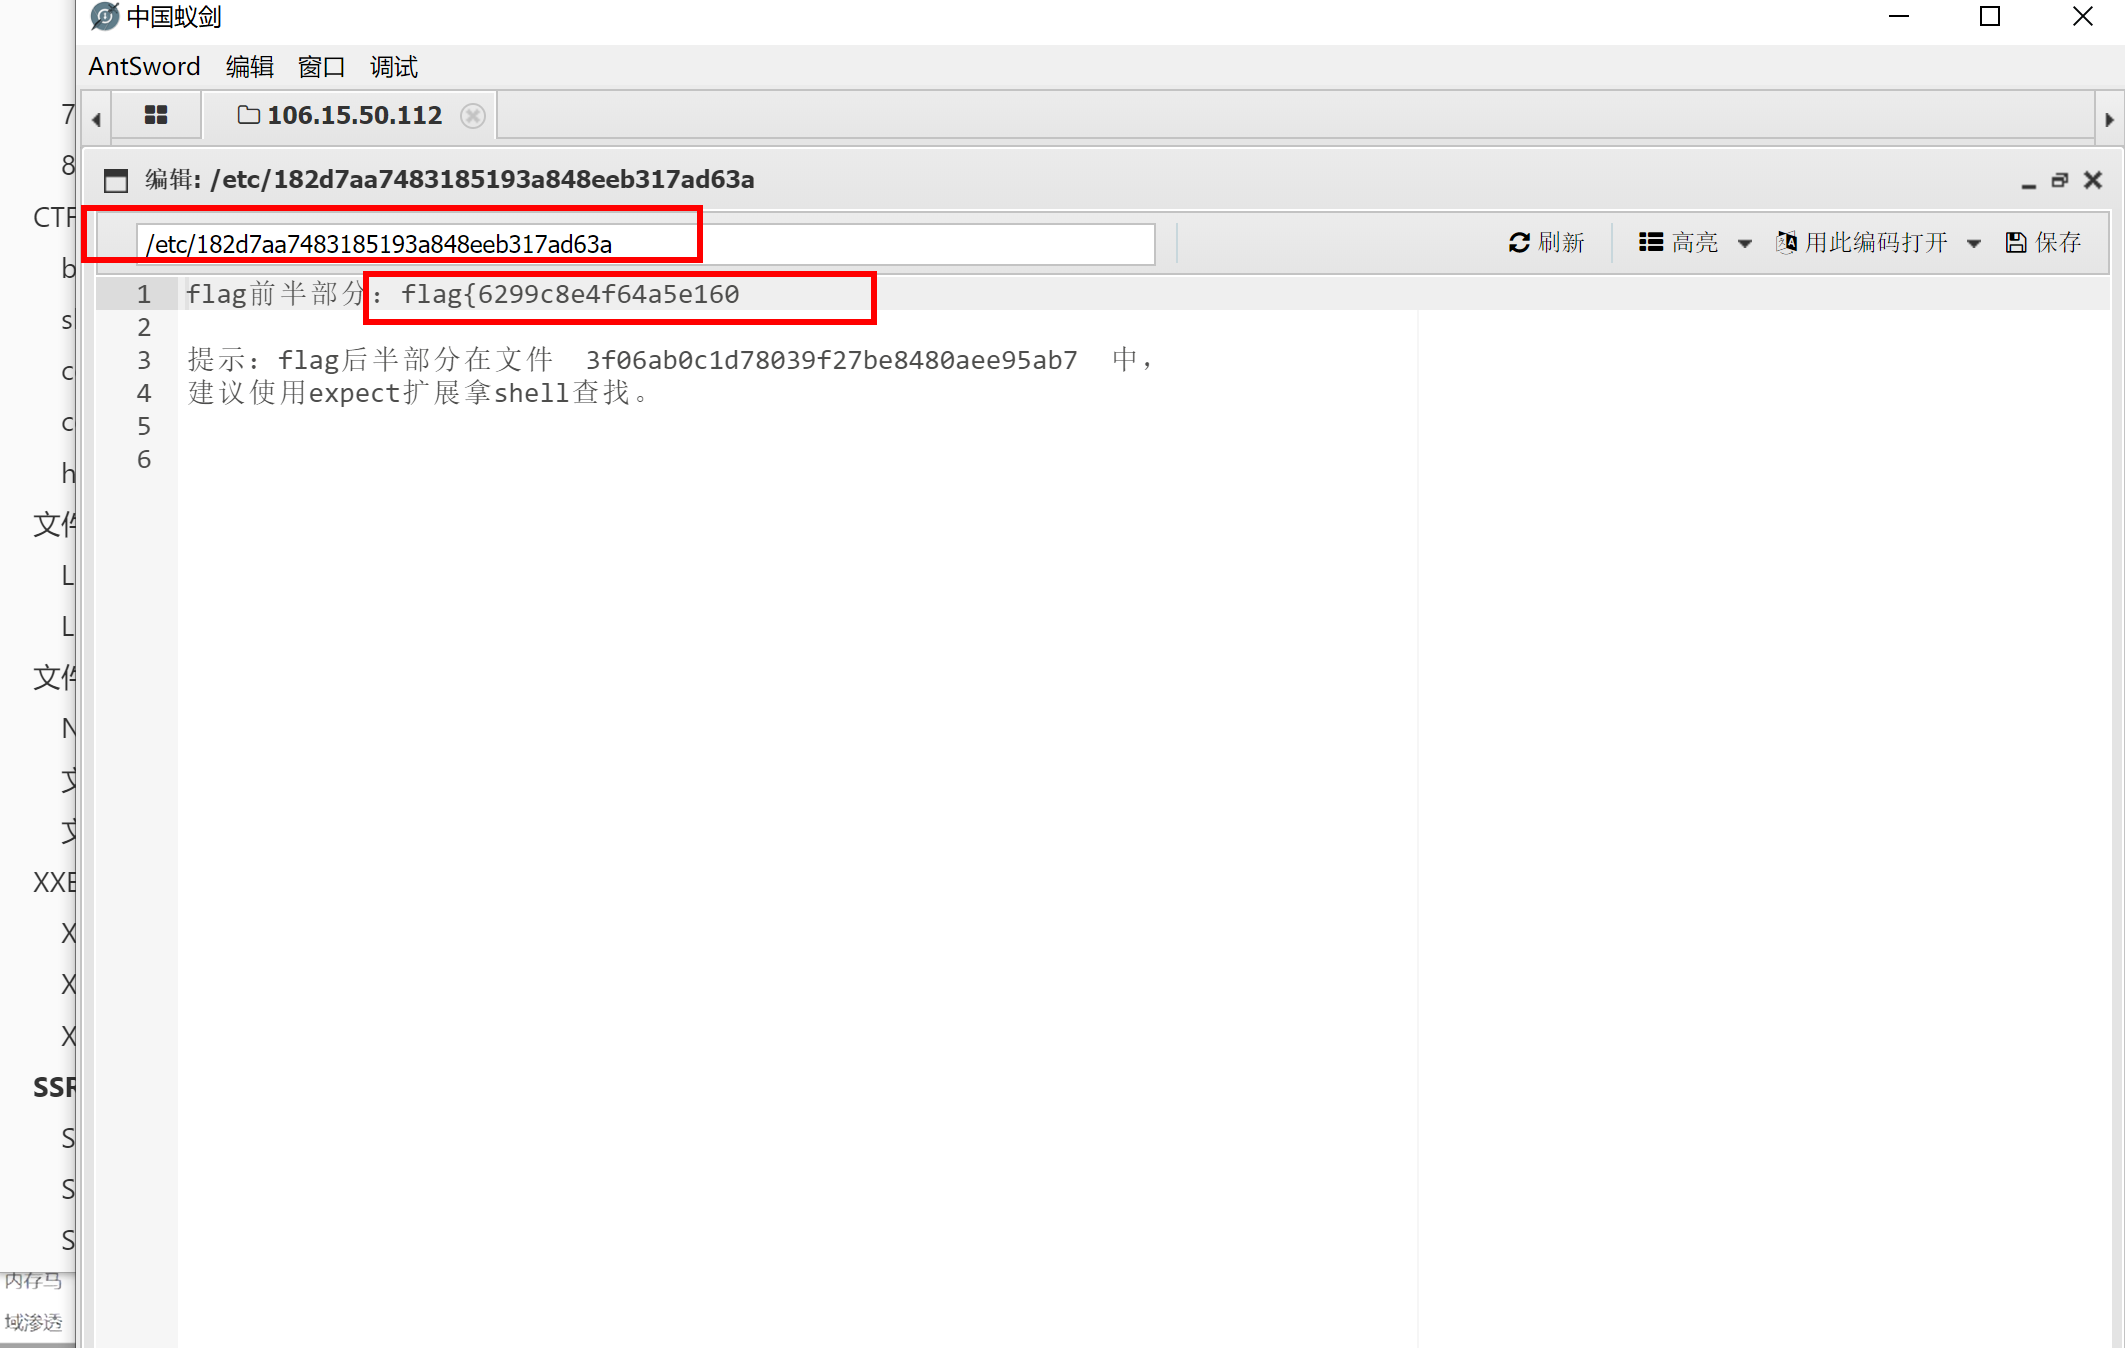 中国蚁剑
AntSword 编辑 窗口 调试
106.15.50.112
编辑: /etc/182d7aa7483185193a848eeb317ad63a
/etc/182d7aa7483185193a848eeb317ad63a
刷新 高亮 用此编码打开 保存
1 flag前半部分：flag{6299c8e4f64a5e160
2
3 提示：flag后半部分在文件 3f06ab0c1d78039f27be8480aee95ab7 中，
4 建议使用expect扩展拿shell查找。
5
6
7
8
CTF
b
s
c
c
h
文件
L
L
文件
N
文
文
XXE
X
X
X
SSR
S
S
S
内存马
域渗透